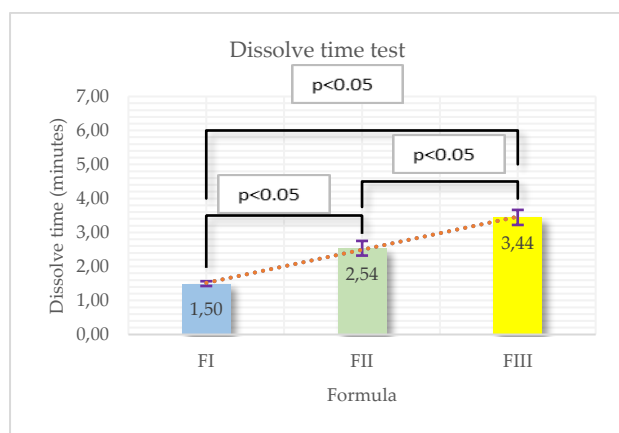 Dissolve time test
p<0.05
p<0.05
p<0.05
Dissolve time (minutes)
7,00
6,00
5,00
4,00
3,00
2,00
1,00
0,00
1,50
2,54
3,44
FI
FII
FIII
Formula